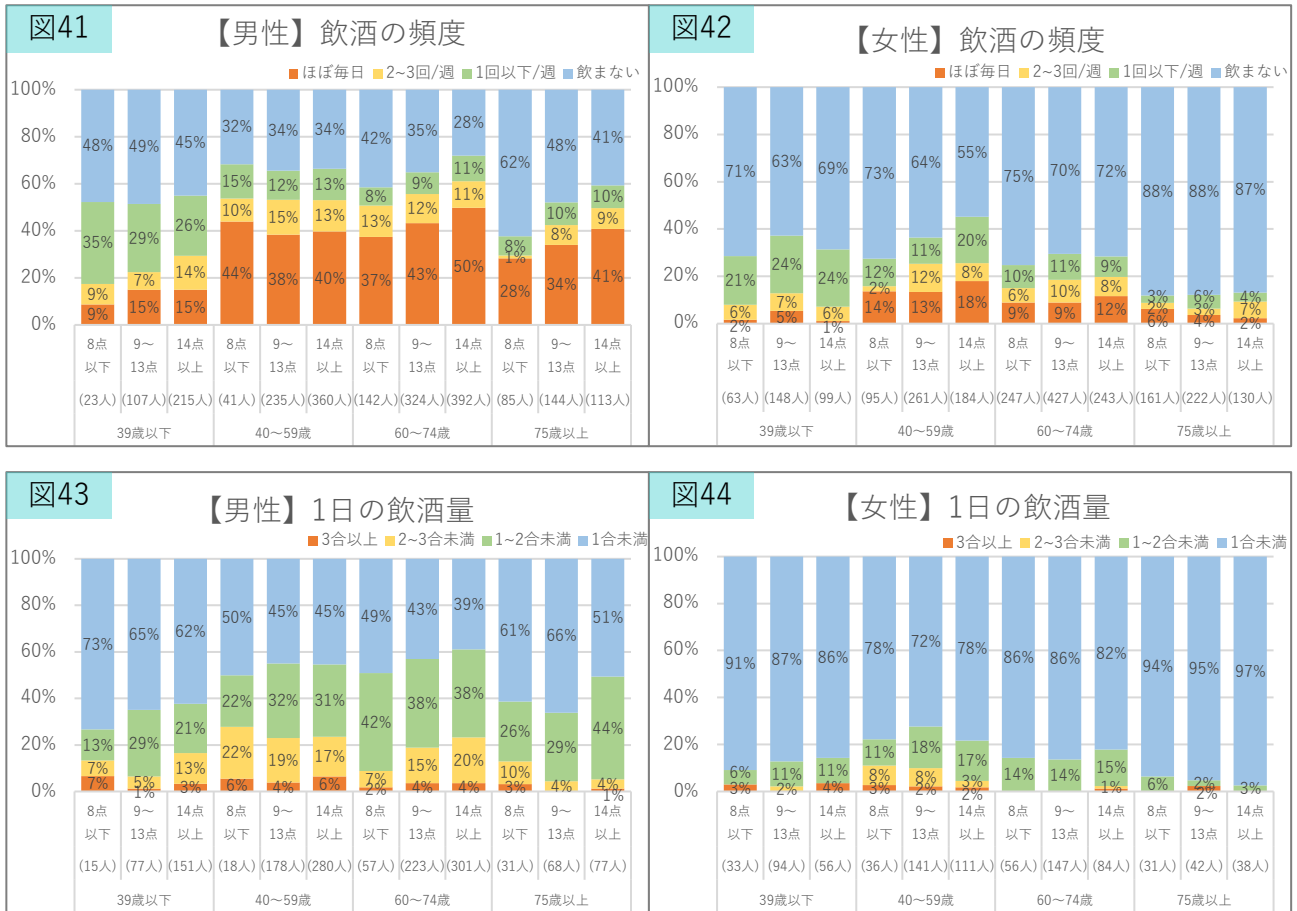 図41
【男性】飲酒の頻度
■ほぼ毎日 ■2~3回/週 ■1回以下/週 ■飲まない
100%
80%
60%
40%
20%
0%
48% 49% 45% 32% 34% 34% 42% 35% 28% 62% 48% 41%
35% 29% 26% 15% 12% 13% 8% 9% 11% 8% 10% 10%
9% 7% 14% 10% 15% 13% 13% 12% 11% 1% 8% 9%
9% 15% 15% 44% 38% 40% 37% 43% 50% 28% 34% 41%
8点 9～ 14点 8点 9～ 14点 8点 9～ 14点 8点 9～ 14点
以下 13点 以上 以下 13点 以上 以下 13点 以上 以下 13点 以上
(23人) (107人) (215人) (41人) (235人) (360人) (142人) (324人) (392人) (85人) (144人) (113人)
39歳以下 40～59歳 60～74歳 75歳以上
図42
【女性】飲酒の頻度
■ほぼ毎日 ■2~3回/週 ■1回以下/週 ■飲まない
100%
80%
60%
40%
20%
0%
71% 63% 69% 73% 64% 55% 75% 70% 72% 88% 88% 87%
21% 24% 24% 12% 11% 20% 10% 11% 9% 3% 6% 4%
6% 7% 6% 2% 12% 8% 6% 10% 8% 2% 3% 7%
2% 5% 1% 14% 13% 18% 9% 9% 12% 6% 4% 2%
8点 9～ 14点 8点 9～ 14点 8点 9～ 14点 8点 9～ 14点
以下 13点 以上 以下 13点 以上 以下 13点 以上 以下 13点 以上
(63人) (148人) (99人) (95人) (261人) (184人) (247人) (427人) (243人) (161人) (222人) (130人)
39歳以下 40～59歳 60～74歳 75歳以上
図43
【男性】1日の飲酒量
■3合以上 ■2~3合未満 ■1~2合未満 ■1合未満
100%
80%
60%
40%
20%
0%
73% 65% 62% 50% 45% 45% 49% 43% 39% 61% 66% 51%
13% 29% 21% 22% 32% 31% 42% 38% 38% 26% 29% 44%
7% 5% 13% 22% 19% 17% 7% 15% 20% 10% 4% 4%
7% 1% 3% 6% 4% 6% 2% 4% 4% 3% 1%
8点 9～ 14点 8点 9～ 14点 8点 9～ 14点 8点 9～ 14点
以下 13点 以上 以下 13点 以上 以下 13点 以上 以下 13点 以上
(15人) (77人) (151人) (18人) (178人) (280人) (57人) (223人) (301人) (31人) (68人) (77人)
39歳以下 40～59歳 60～74歳 75歳以上
図44
【女性】1日の飲酒量
■3合以上 ■2~3合未満 ■1~2合未満 ■1合未満
100%
80%
60%
40%
20%
0%
91% 87% 86% 78% 72% 78% 86% 86% 82% 94% 95% 97%
6% 11% 11% 11% 18% 17% 14% 14% 15% 6% 2% 3%
3% 2% 4% 8% 8% 3% 1% 2%
3% 2% 2%
8点 9～ 14点 8点 9～ 14点 8点 9～ 14点 8点 9～ 14点
以下 13点 以上 以下 13点 以上 以下 13点 以上 以下 13点 以上
(33人) (94人) (56人) (36人) (141人) (111人) (56人) (147人) (84人) (31人) (42人) (38人)
39歳以下 40～59歳 60～74歳 75歳以上